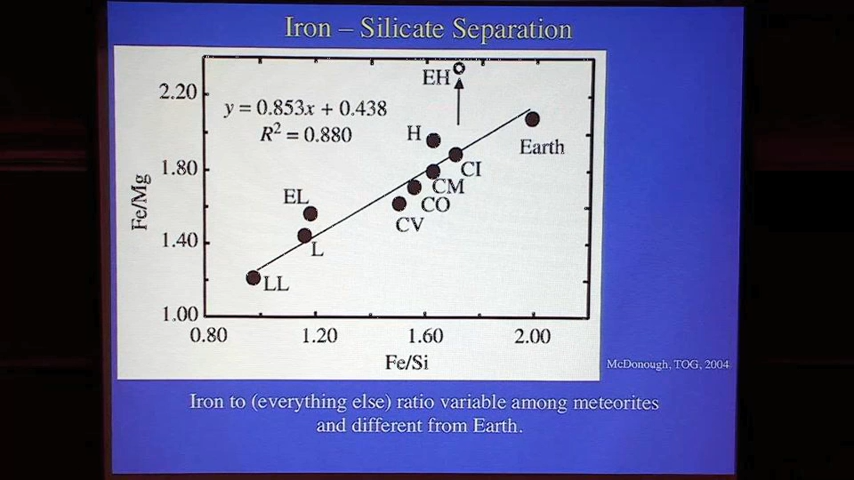 Iron – Silicate Separation
2.20
1.80
1.40
1.00
Fe/Mg
y = 0.853x + 0.438
R² = 0.880
EH
H
Earth
CI
CM
CO
CV
EL
L
LL
0.80 1.20 1.60 2.00
Fe/Si
McDonough, TOG, 2004
Iron to (everything else) ratio variable among meteorites
and different from Earth.